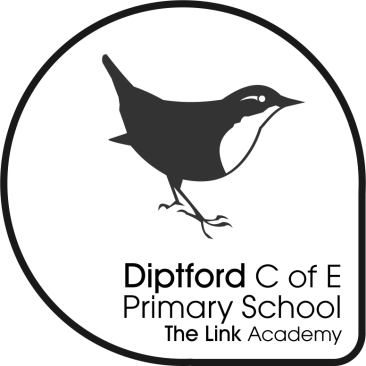 Diptford C of E
Primary School
The Link Academy